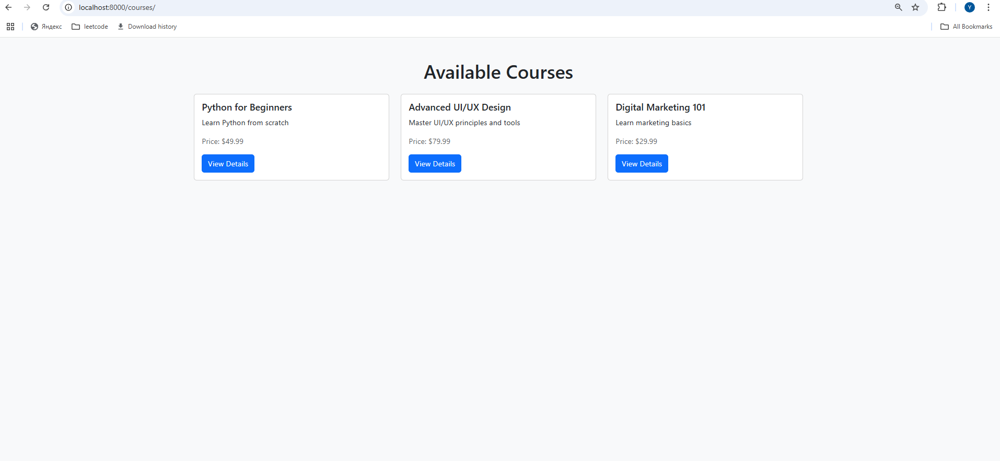 localhost:8000/courses/
Y
Яндекс leetcode Download history All Bookmarks
Available Courses
Python for Beginners
Learn Python from scratch
Price: $49.99
View Details
Advanced UI/UX Design
Master UI/UX principles and tools
Price: $79.99
View Details
Digital Marketing 101
Learn marketing basics
Price: $29.99
View Details